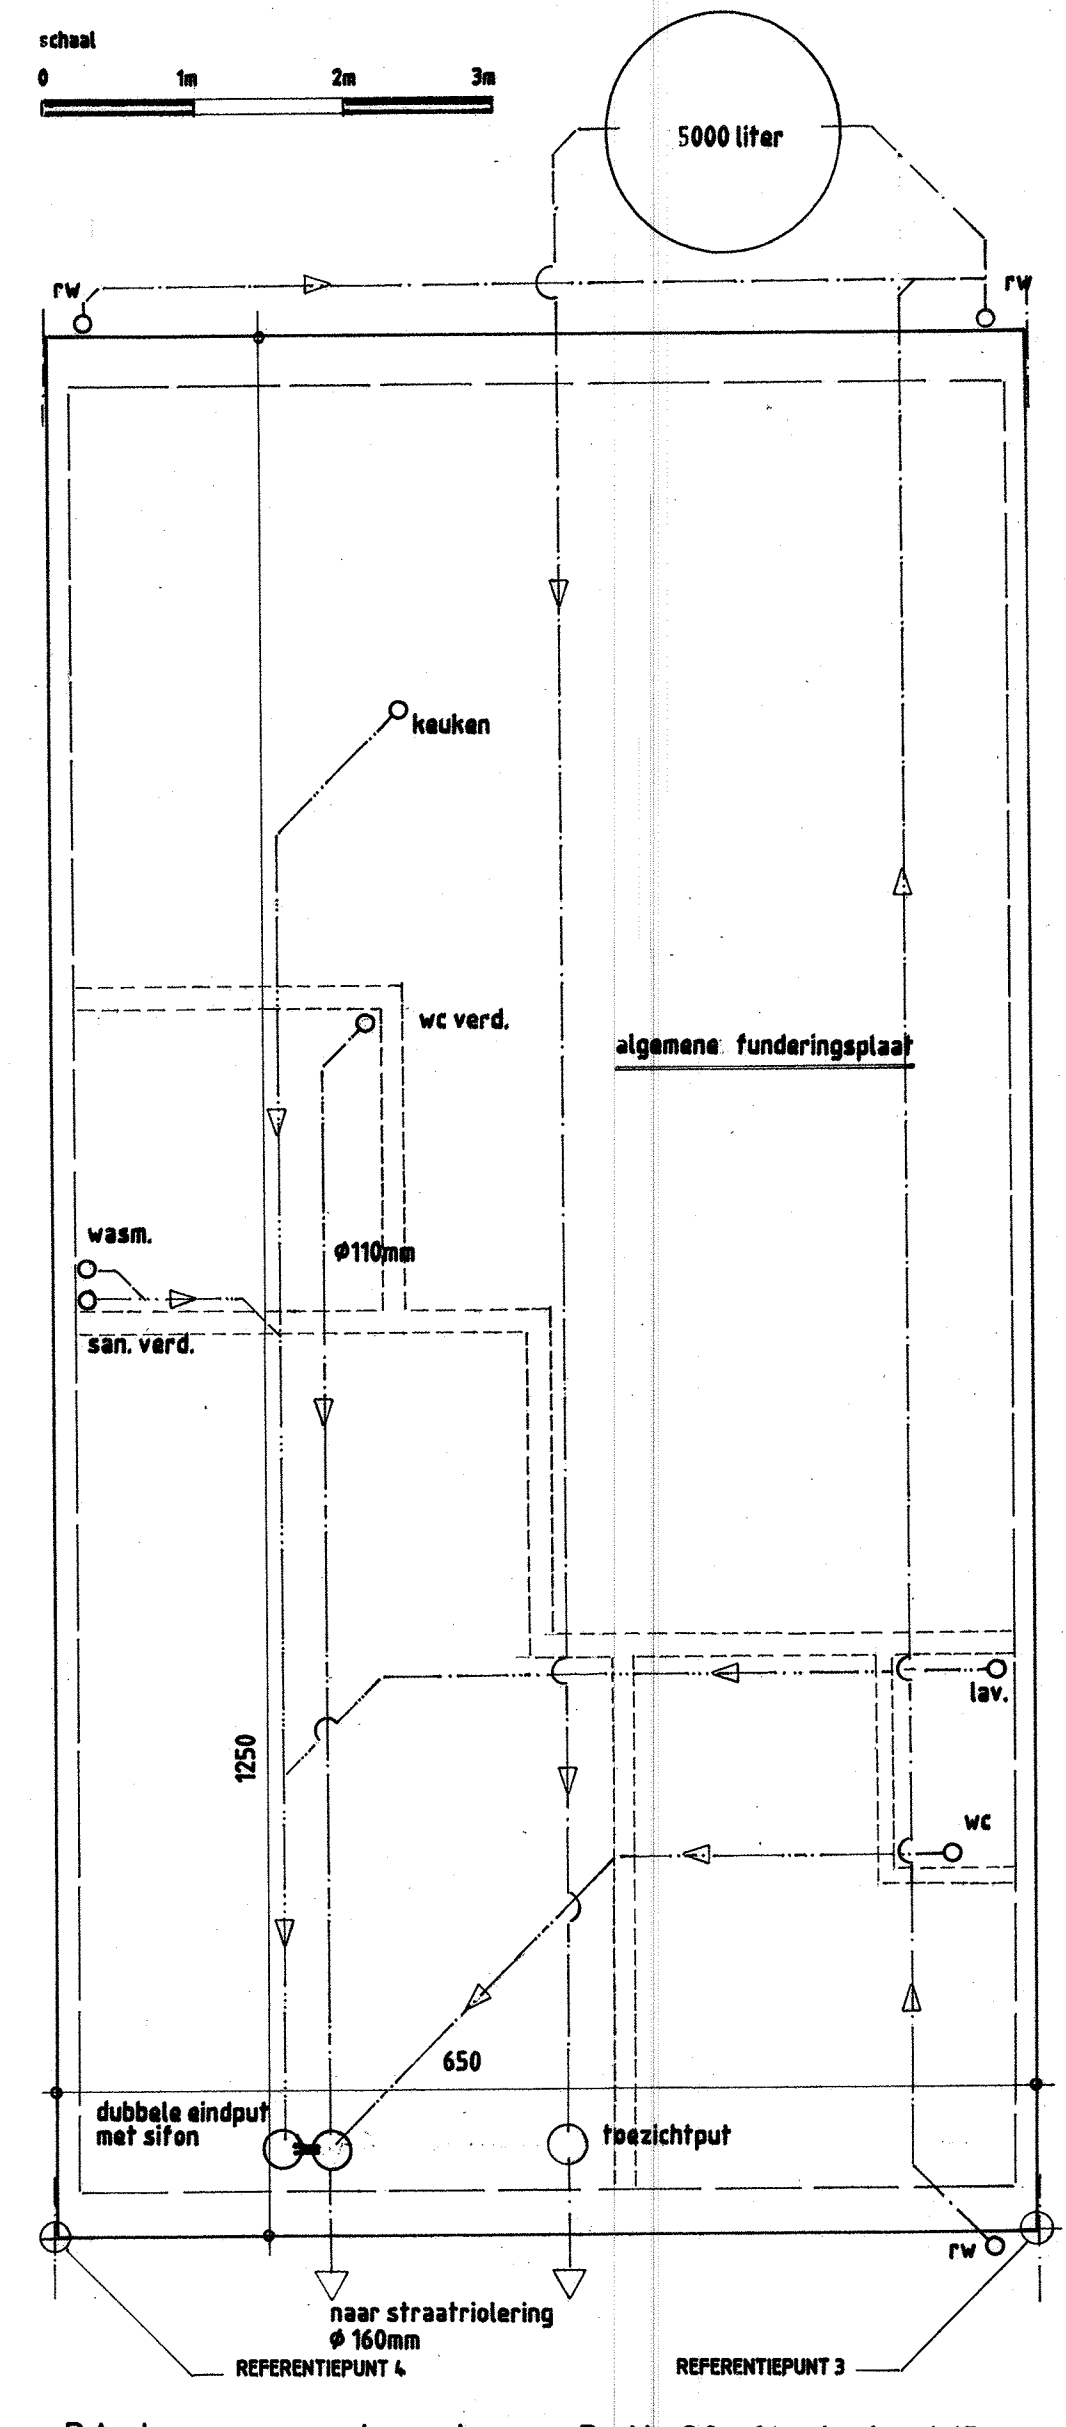 schaal
0 1m 2m 3m
5000 liter
rw
rw
keuken
wc verd.
algemene funderingsplaat
wasm.
ø110mm
san. verd.
lav.
1250
wc
650
dubbele eindput
met sifon
toezichtput
rw
naar straatriolering
ø 160mm
REFERENTIEPUNT 4
REFERENTIEPUNT 3